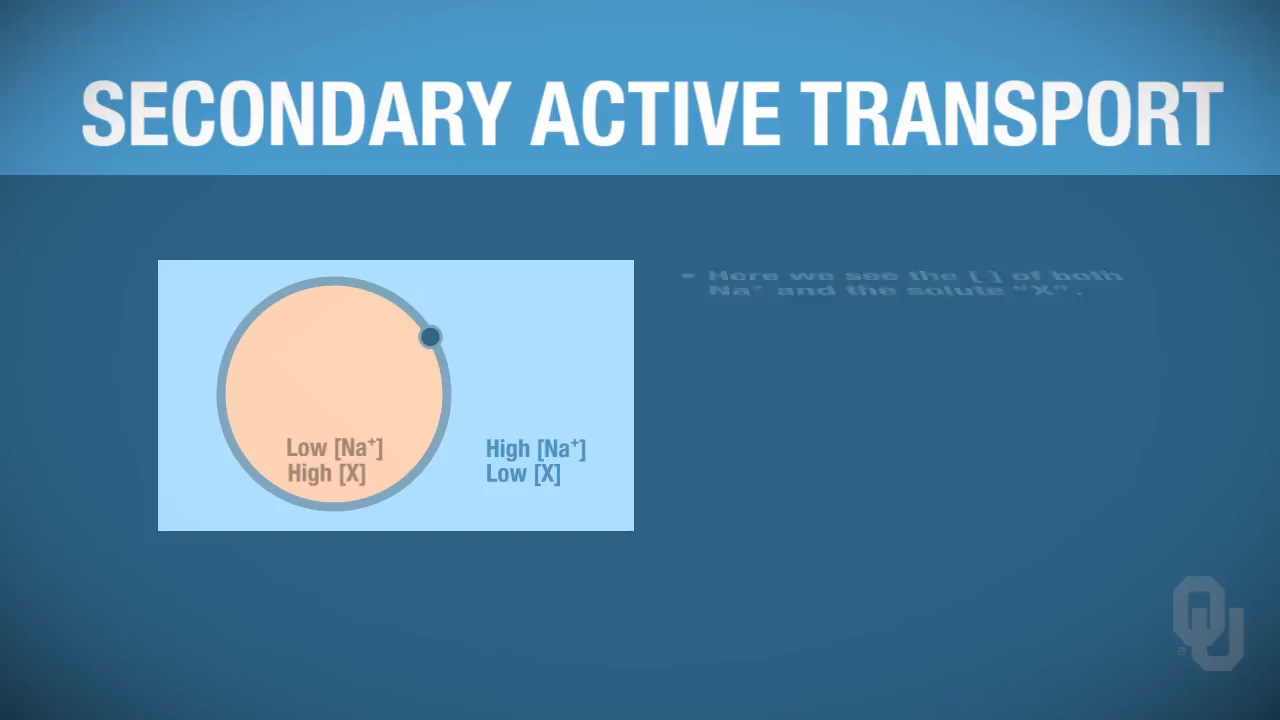 SECONDARY ACTIVE TRANSPORT
• Here we see the [ ] of both
Na⁺ and the solute “X”.
Low [Na⁺]
High [X]
High [Na⁺]
Low [X]
OU
®